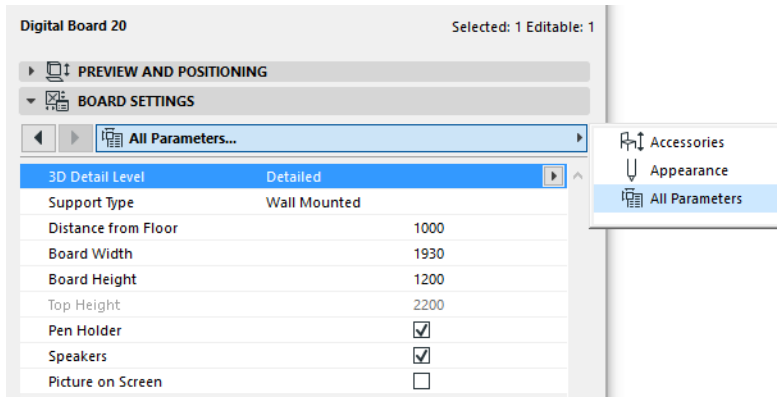 Digital Board 20 Selected: 1 Editable: 1
PREVIEW AND POSITIONING
BOARD SETTINGS
All Parameters...
Accessories
Appearance
All Parameters
3D Detail Level Detailed
Support Type Wall Mounted
Distance from Floor 1000
Board Width 1930
Board Height 1200
Top Height 2200
Pen Holder
Speakers
Picture on Screen